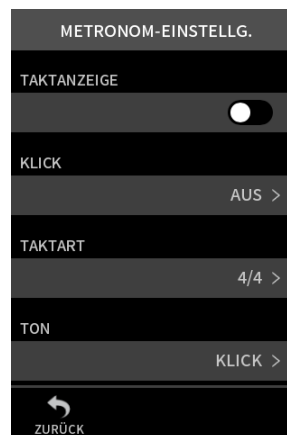 METRONOM-EINSTELLG.
TAKTANZEIGE
KLICK
AUS >
TAKTART
4/4 >
TON
KLICK >
ZURÜCK